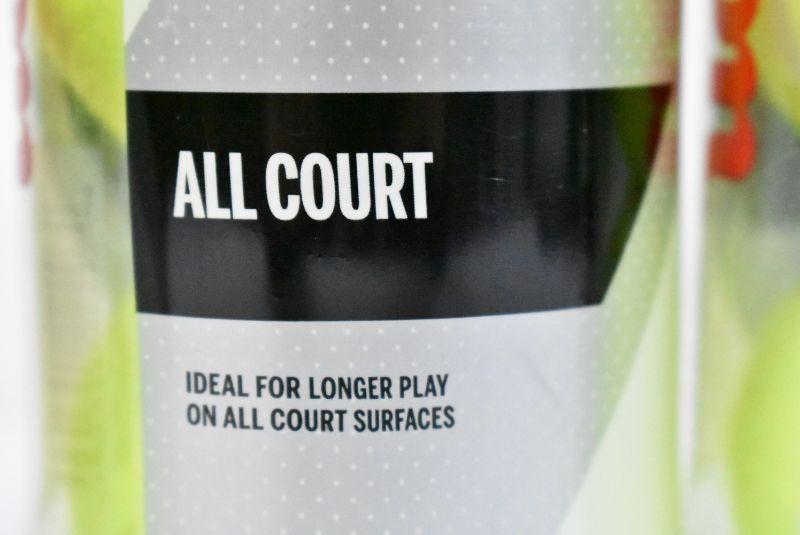 ALL COURT
IDEAL FOR LONGER PLAY
ON ALL COURT SURFACES